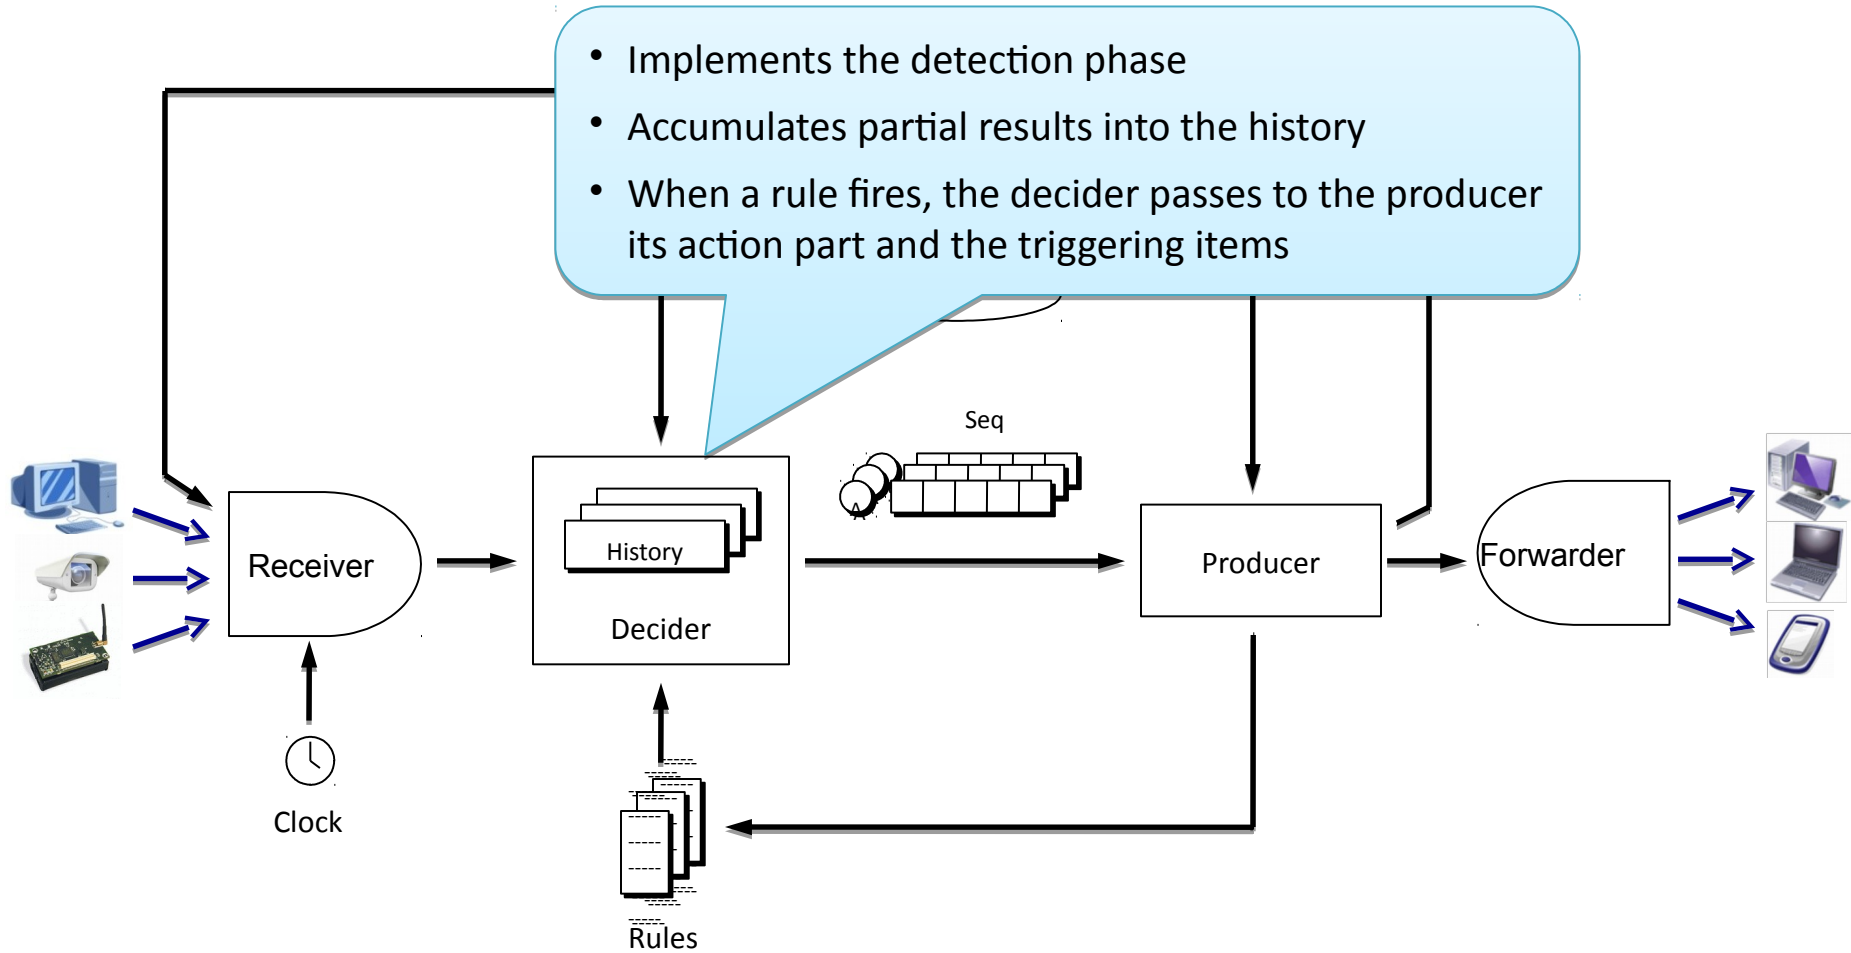 • Implements the detection phase
• Accumulates partial results into the history
• When a rule fires, the decider passes to the producer
its action part and the triggering items
Seq
A
History
Receiver
Decider
Producer
Forwarder
Clock
Rules